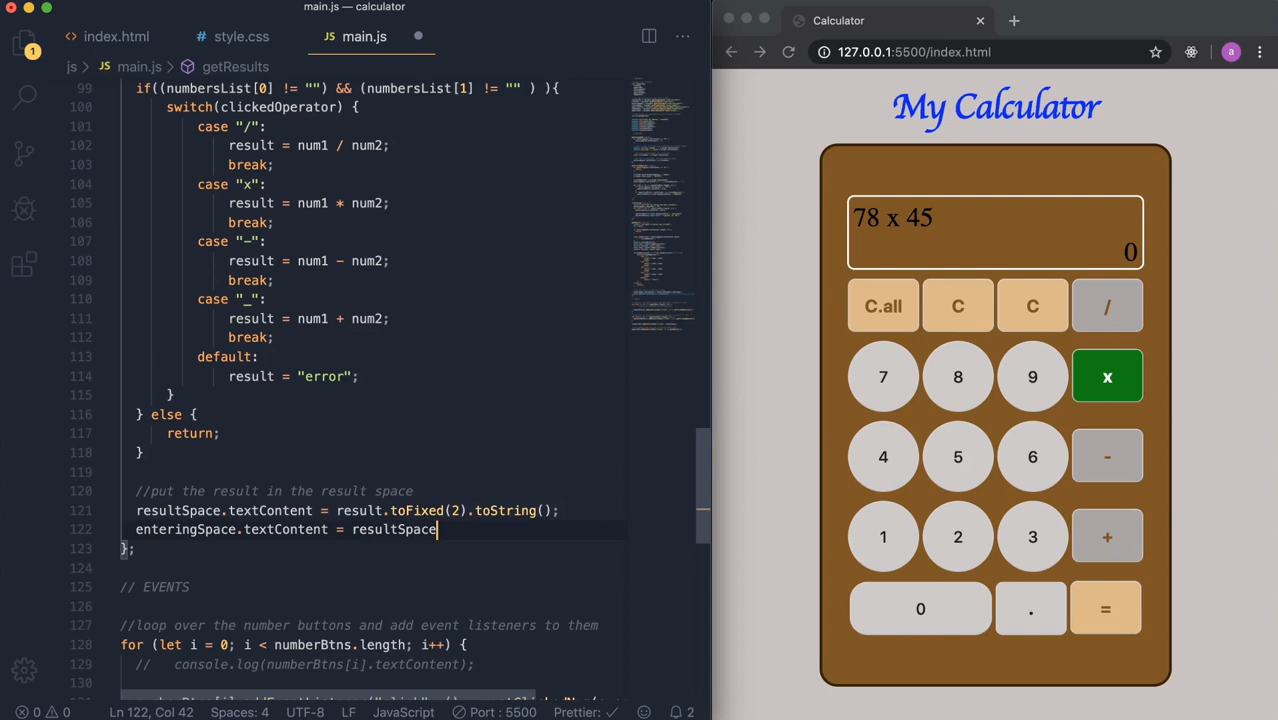 main.js — calculator
1
index.html
# style.css
JS main.js
js > JS main.js > getResults
99 if((numbersList[0] != "") && (numbersList[1] != "" ) ){
100 switch(clickedOperator) {
101 case "/":
102 result = num1 / num2;
103 break;
104 case "x":
105 result = num1 * num2;
106 break;
107 case "-":
108 result = num1 - num2;
109 break;
110 case "_":
111 result = num1 + num2;
112 break;
113 default:
114 result = "error";
115 }
116 } else {
117 return;
118 }
119
120 //put the result in the result space
121 resultSpace.textContent = result.toFixed(2).toString();
122 enteringSpace.textContent = resultSpace
123 };
124
125 // EVENTS
126
127 //loop over the number buttons and add event listeners to them
128 for (let i = 0; i < numberBtns.length; i++) {
129 // console.log(numberBtns[i].textContent);
130
0 0 Ln 122, Col 42 Spaces: 4 UTF-8 LF JavaScript Port : 5500 Prettier: ✓ 2
Calculator
127.0.0.1:5500/index.html
a
My Calculator
78 x 45
0
C.all C C /
7 8 9 x
4 5 6 -
1 2 3 +
0 . =